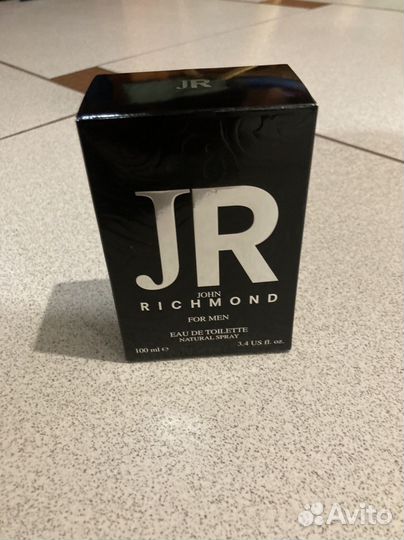 JR
JR
JOHN
RICHMOND
FOR MEN
EAU DE TOILETTE
NATURAL SPRAY
100 ml ℮ 3.4 US fl. oz.
Avito